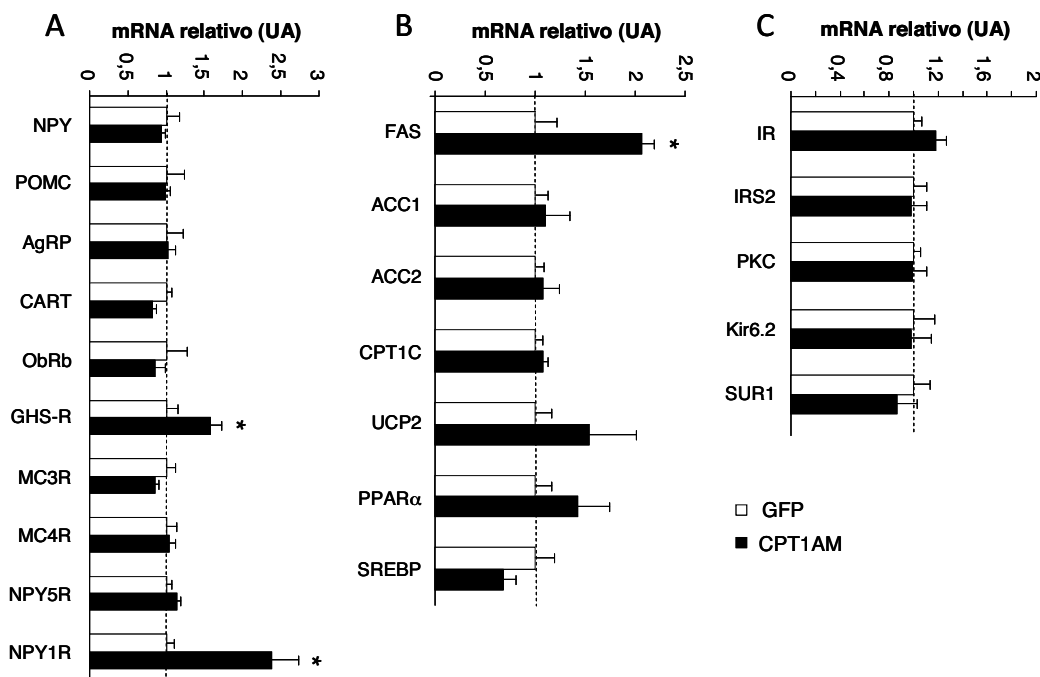 A
mRNA relativo (UA)
0 0,5 1 1,5 2 2,5 3
NPY
POMC
AgRP
CART
ObRb
GHS-R *
MC3R
MC4R
NPY5R
NPY1R *
B
mRNA relativo (UA)
0 0,5 1 1,5 2 2,5
FAS *
ACC1
ACC2
CPT1C
UCP2
PPARα
SREBP
C
mRNA relativo (UA)
0 0,4 0,8 1,2 1,6 2
IR
IRS2
PKC
Kir6.2
SUR1
GFP
CPT1AM